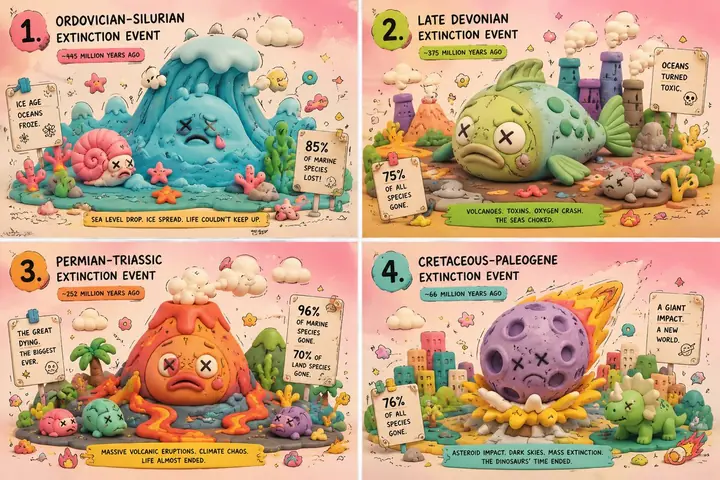 1.
ORDOVICIAN-SILURIAN
EXTINCTION EVENT
~445 MILLION YEARS AGO
ICE AGE
OCEANS
FROZE.
85%
OF MARINE
SPECIES
LOST!
SEA LEVEL DROP. ICE SPREAD. LIFE COULDN'T KEEP UP.
2.
LATE DEVONIAN
EXTINCTION EVENT
~375 MILLION YEARS AGO
OCEANS
TURNED
TOXIC.
75%
OF ALL
SPECIES
GONE.
VOLCANOES. TOXINS. OXYGEN CRASH.
THE SEAS CHOKED.
3.
PERMIAN-TRIASSIC
EXTINCTION EVENT
~252 MILLION YEARS AGO
THE GREAT
DYING.
THE BIGGEST
EVER.
96%
OF MARINE
SPECIES
GONE.
70%
OF LAND SPECIES
GONE.
MASSIVE VOLCANIC ERUPTIONS. CLIMATE CHAOS.
LIFE ALMOST ENDED.
4.
CRETACEOUS-PALEOGENE
EXTINCTION EVENT
~66 MILLION YEARS AGO
A GIANT
IMPACT.
A NEW
WORLD.
76%
OF ALL
SPECIES
GONE.
ASTEROID IMPACT. DARK SKIES. MASS EXTINCTION.
THE DINOSAURS' TIME ENDED.